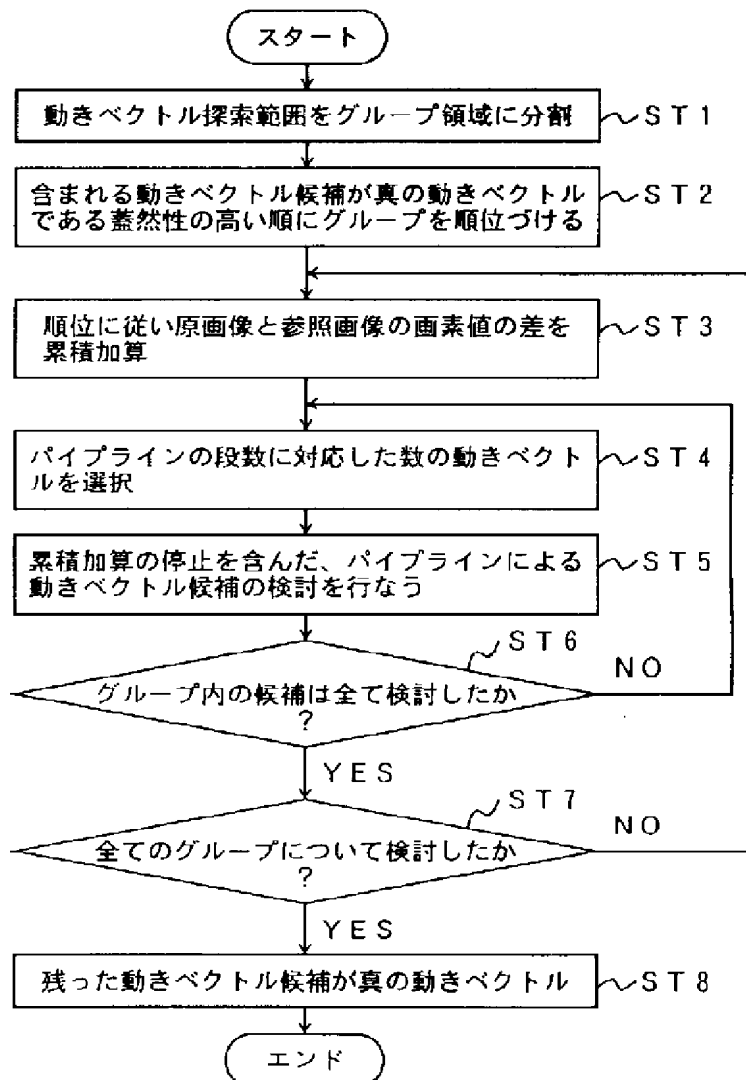 スタート
動きベクトル探索範囲をグループ領域に分割
ST1
含まれる動きベクトル候補が真の動きベクトル
である蓋然性の高い順にグループを順位づける
ST2
順位に従い原画像と参照画像の画素値の差を
累積加算
ST3
パイプラインの段数に対応した数の動きベクト
ルを選択
ST4
累積加算の停止を含んだ、パイプラインによる
動きベクトル候補の検討を行なう
ST5
ST6
グループ内の候補は全て検討したか
?
NO
YES
ST7
全てのグループについて検討したか
?
NO
YES
残った動きベクトル候補が真の動きベクトル
ST8
エンド